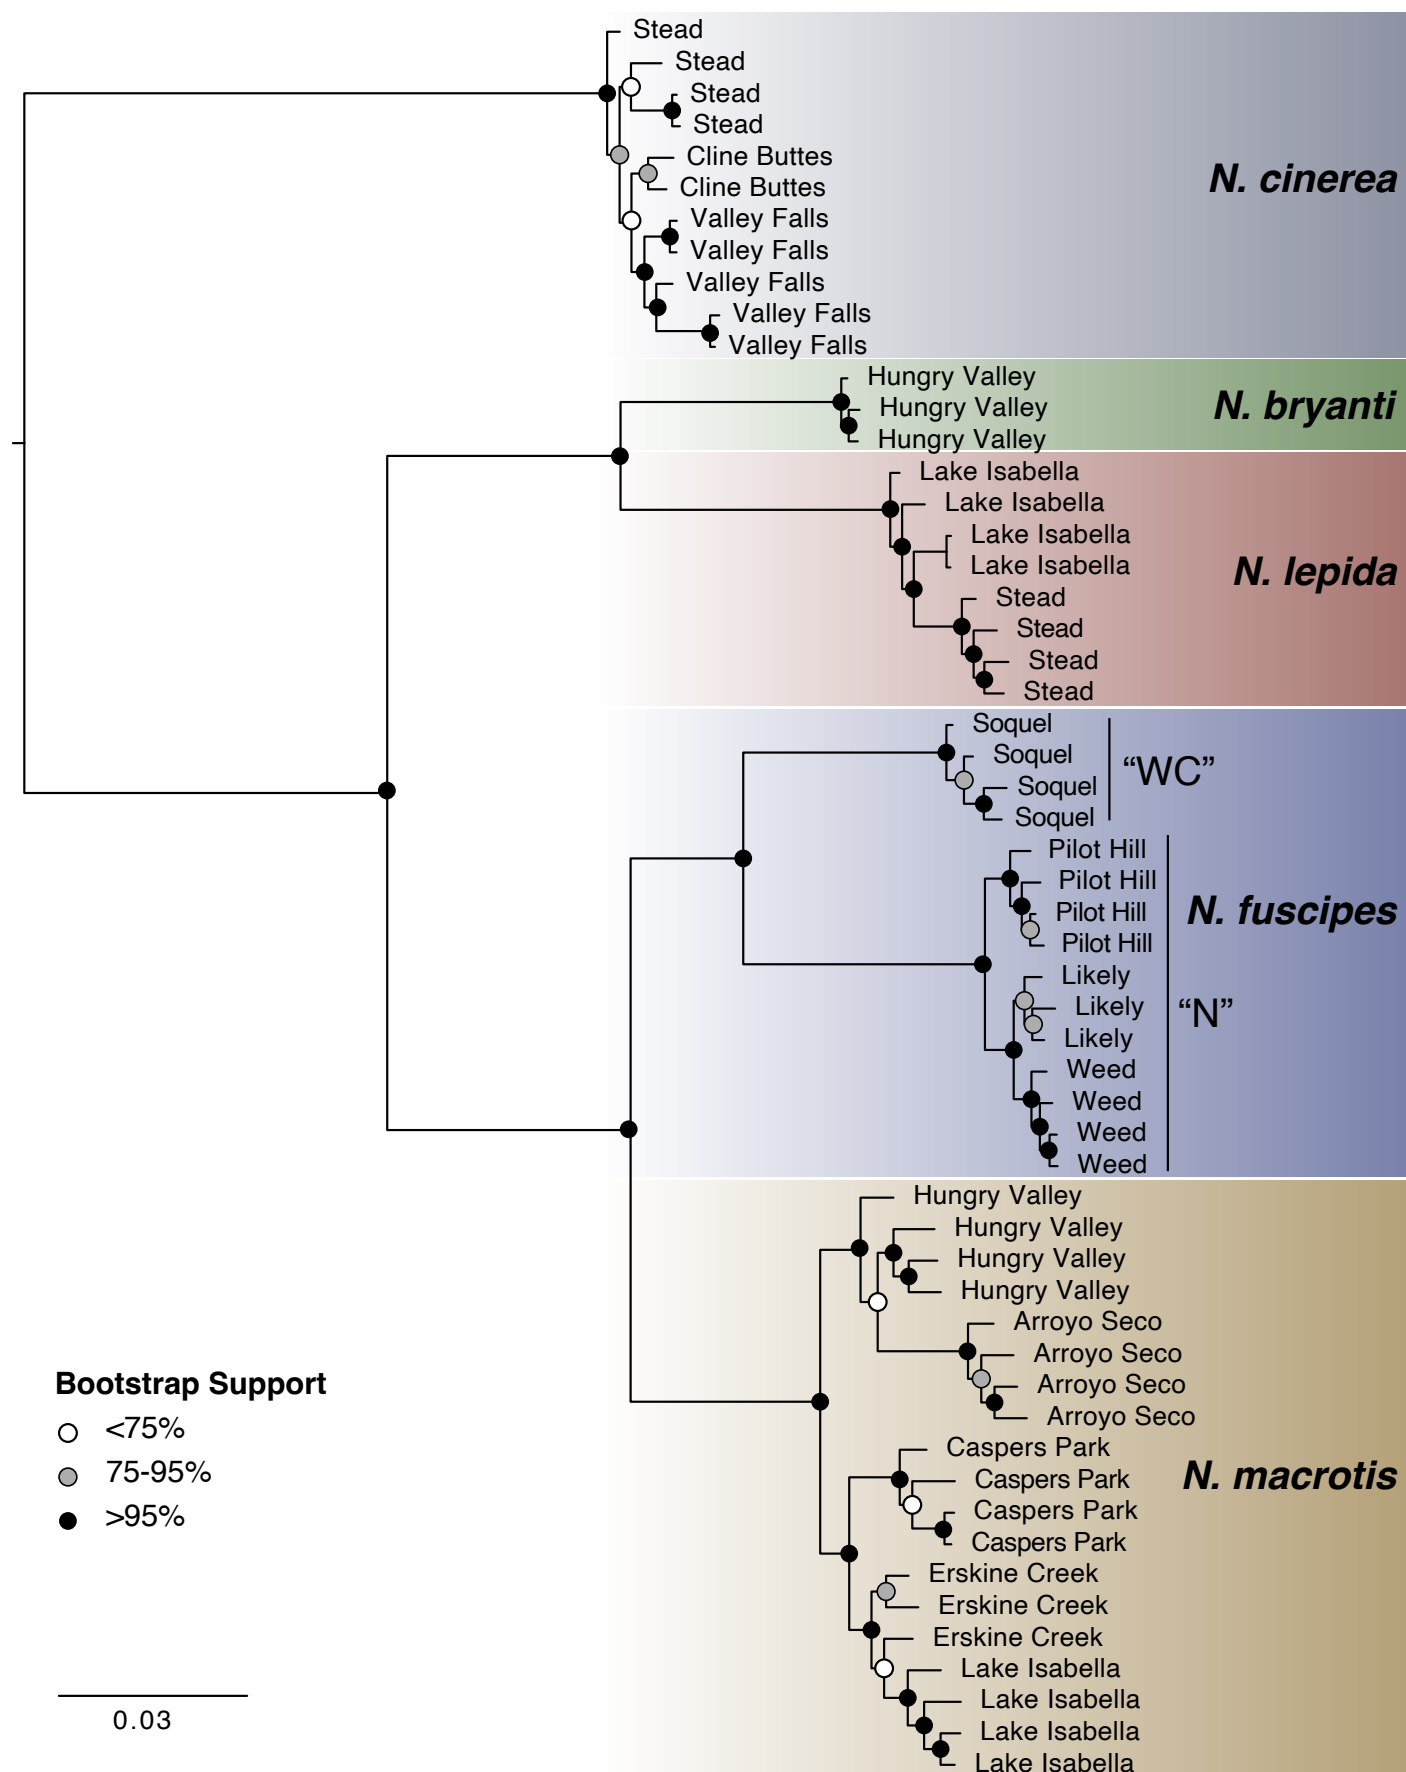 Stead
Stead
Stead
Stead
Cline Buttes
Cline Buttes
N. cinerea
Valley Falls
Valley Falls
Valley Falls
Valley Falls
Valley Falls
Hungry Valley
Hungry Valley
Hungry Valley
N. bryanti
Lake Isabella
Lake Isabella
Lake Isabella
Lake Isabella
N. lepida
Stead
Stead
Stead
Stead
Soquel
Soquel
Soquel
Soquel
“WC”
Pilot Hill
Pilot Hill
Pilot Hill
Pilot Hill
N. fuscipes
Likely
Likely
Likely
“N”
Weed
Weed
Weed
Weed
Hungry Valley
Hungry Valley
Hungry Valley
Hungry Valley
Arroyo Seco
Arroyo Seco
Arroyo Seco
Arroyo Seco
Caspers Park
Caspers Park
Caspers Park
Caspers Park
N. macrotis
Erskine Creek
Erskine Creek
Erskine Creek
Lake Isabella
Lake Isabella
Lake Isabella
Lake Isabella
Bootstrap Support
<75%
75-95%
>95%
0.03